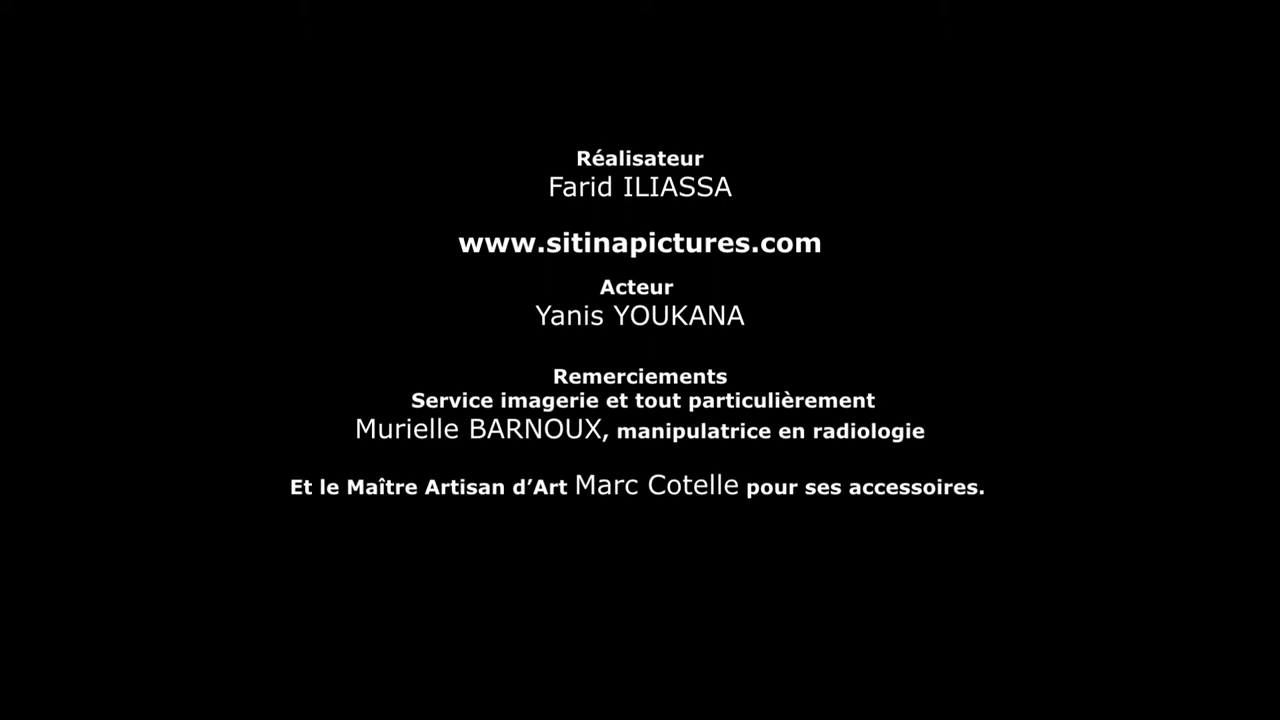 Réalisateur
Farid ILIASSA
www.sitinapictures.com
Acteur
Yanis YOUKANA
Remerciements
Service imagerie et tout particulièrement
Murielle BARNOUX, manipulatrice en radiologie
Et le Maître Artisan d’Art Marc Cotelle pour ses accessoires.